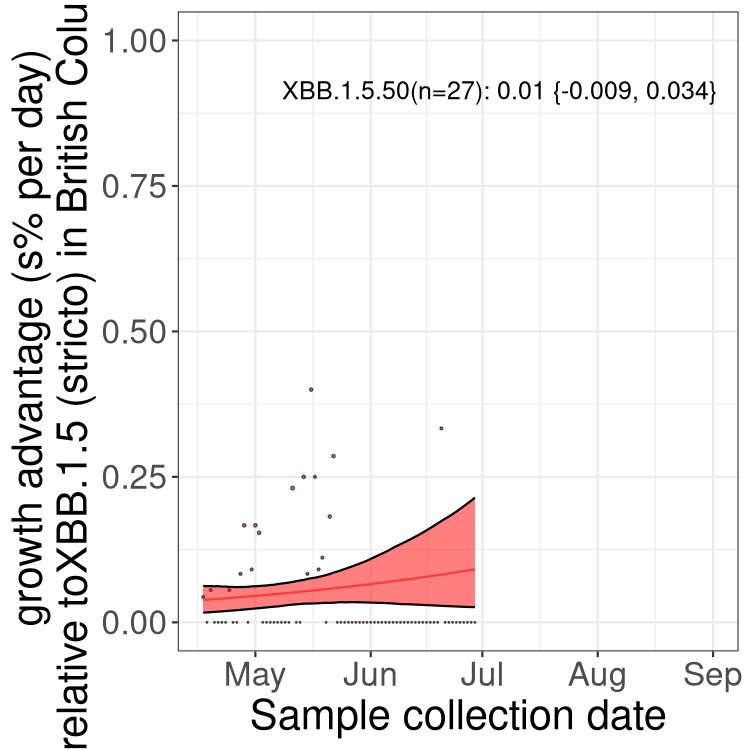 growth advantage (s% per day)
relative toXBB.1.5 (stricto) in British Colu
1.00
0.75
0.50
0.25
0.00
XBB.1.5.50(n=27): 0.01 {-0.009, 0.034}
May Jun Jul Aug Sep
Sample collection date